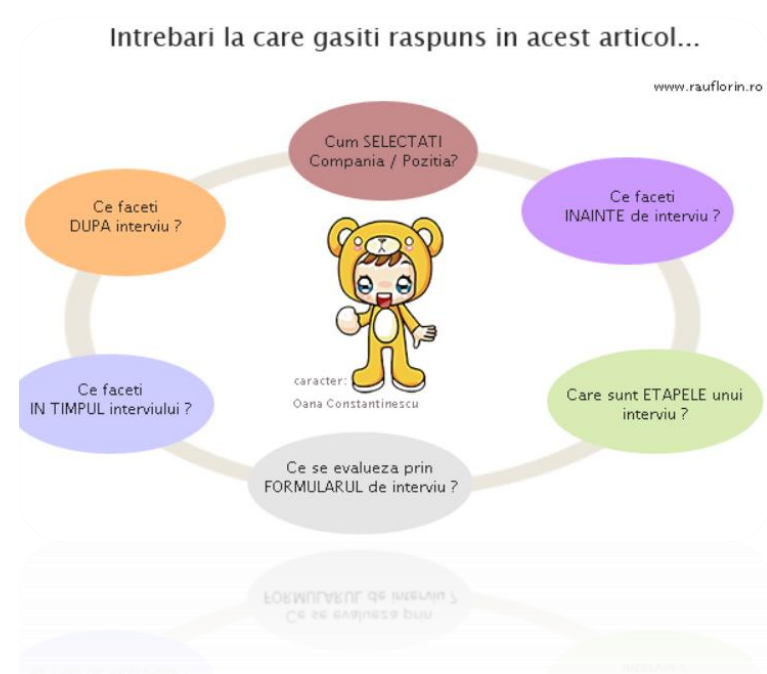 Intrebari la care gasiti raspuns in acest articol...
www.rauflorin.ro
Cum SELECTATI
Compania / Pozitia?
Ce faceti
INAINTE de interviu ?
Care sunt ETAPELE unui
interviu ?
Ce se evalueza prin
FORMULARUL de interviu ?
Ce faceti
IN TIMPUL interviului ?
Ce faceti
DUPA interviu ?
caracter:
Oana Constantinescu